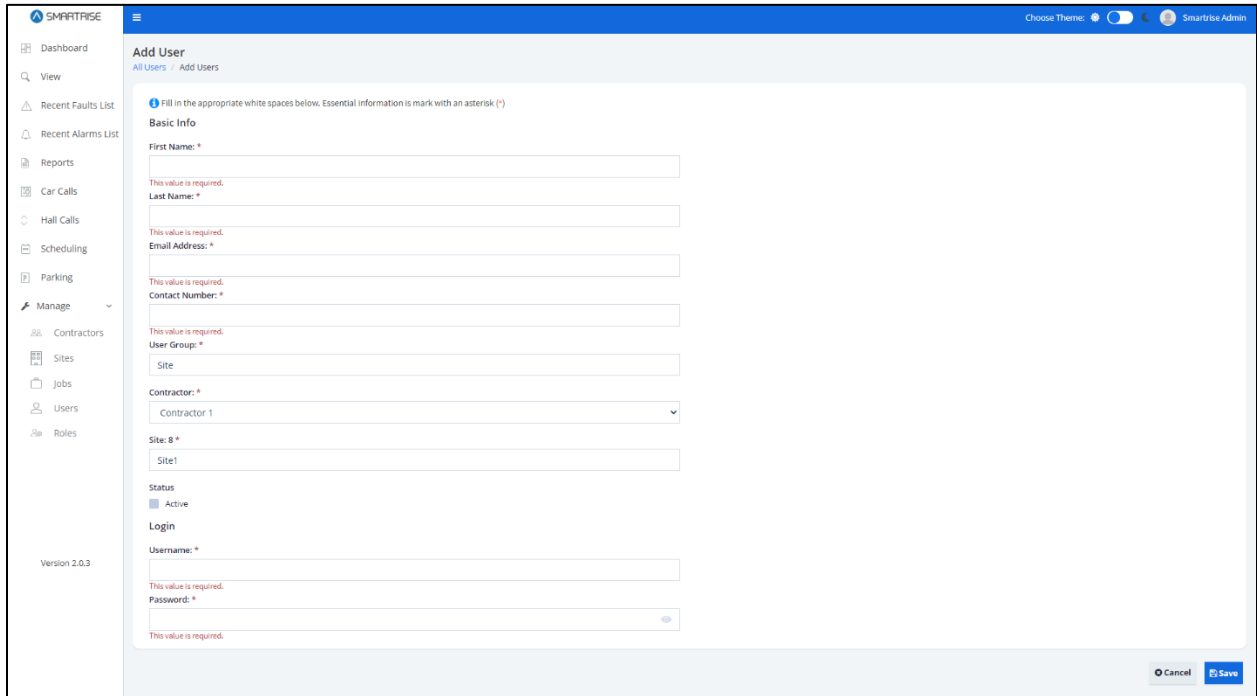 SMARTRISE
Choose Theme:
Smartrise Admin
Dashboard
View
Recent Faults List
Recent Alarms List
Reports
Car Calls
Hall Calls
Scheduling
Parking
Manage
Contractors
Sites
Jobs
Users
Roles
Version 2.0.3
Add User
All Users / Add Users
Fill in the appropriate white spaces below. Essential information is mark with an asterisk (*)
Basic Info
First Name: *
This value is required.
Last Name: *
This value is required.
Email Address: *
This value is required.
Contact Number: *
This value is required.
User Group: *
Site
Contractor: *
Contractor 1
Site: 8 *
Site1
Status
Active
Login
Username: *
This value is required.
Password: *
This value is required.
Cancel
Save